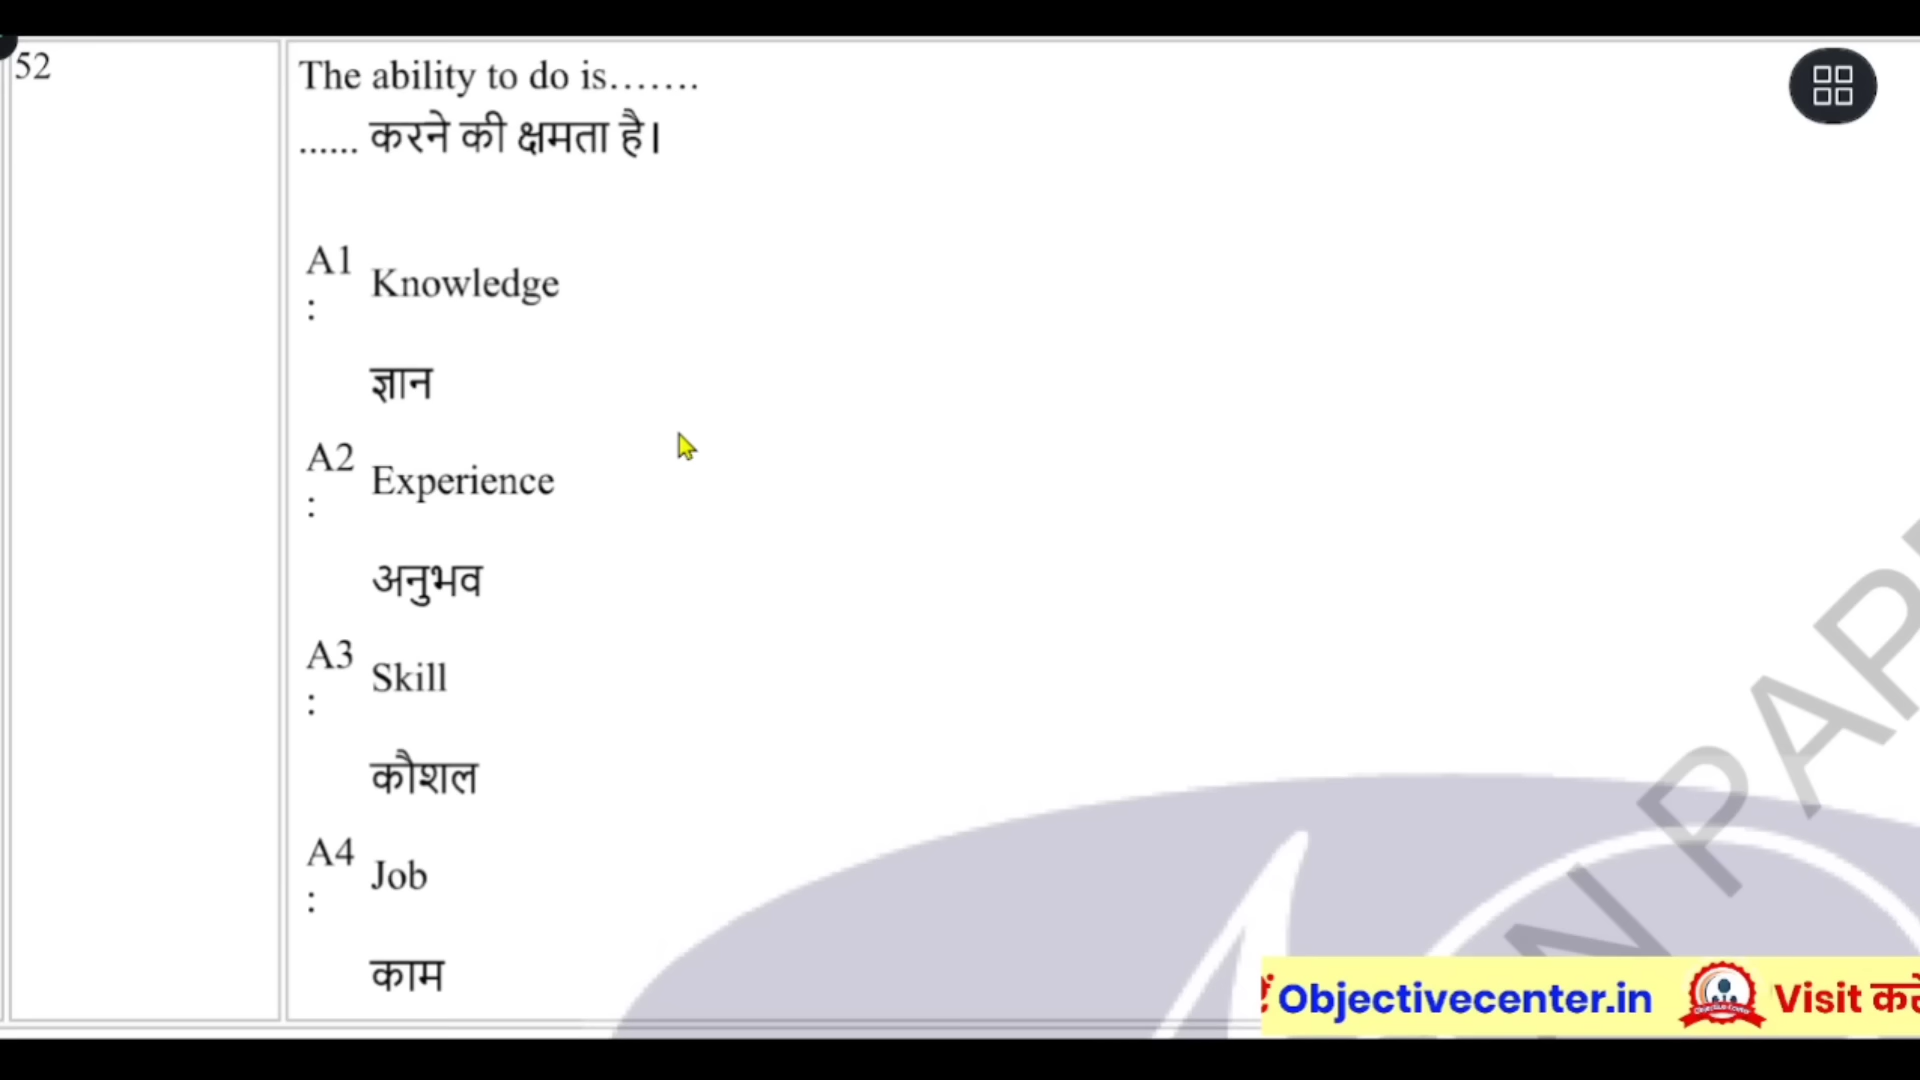 52
The ability to do is.......
...... करने की क्षमता है।
A1
:
Knowledge
ज्ञान
A2
:
Experience
अनुभव
A3
:
Skill
कौशल
A4
:
Job
काम
N PAP
Objectivecenter.in
Visit